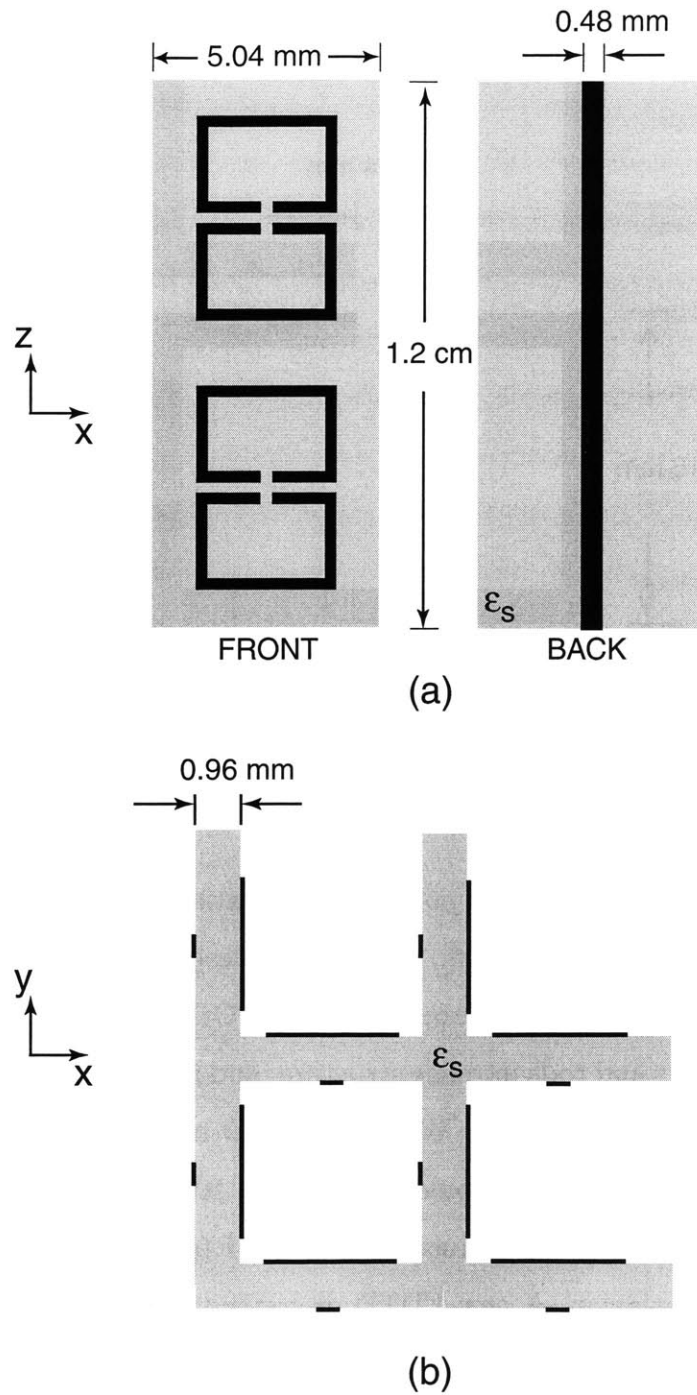 5.04 mm
0.48 mm
1.2 cm
z
x
εs
FRONT
BACK
(a)
0.96 mm
y
x
εs
(b)